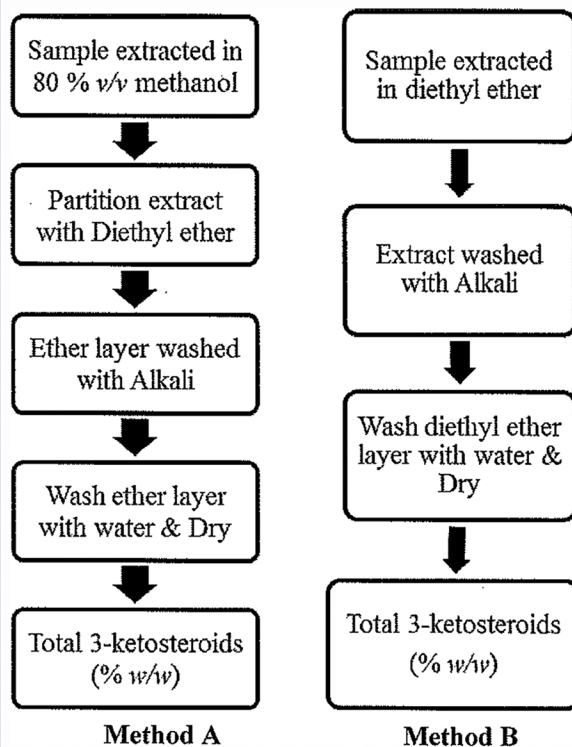 Sample extracted in
80 % v/v methanol
Partition extract
with Diethyl ether
Ether layer washed
with Alkali
Wash ether layer
with water & Dry
Total 3-ketosteroids
(% w/w)
Method A
Sample extracted
in diethyl ether
Extract washed
with Alkali
Wash diethyl ether
layer with water &
Dry
Total 3-ketosteroids
(% w/w)
Method B